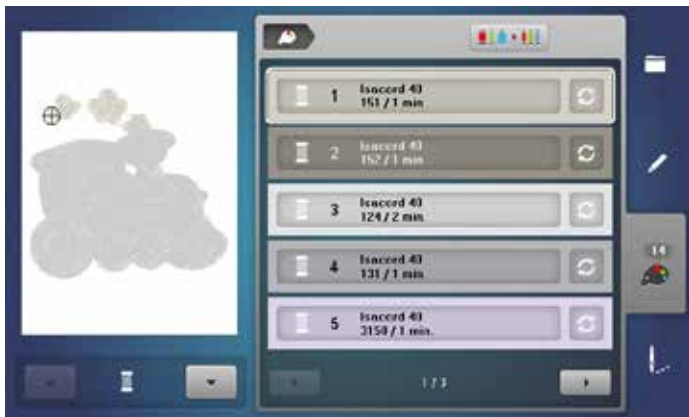 1 Isacord 40
151 / 1 min
2 Isacord 40
152 / 1 min
3 Isacord 40
124 / 2 min
14
4 Isacord 40
131 / 1 min
5 Isacord 40
3150 / 1 min.
1 / 3